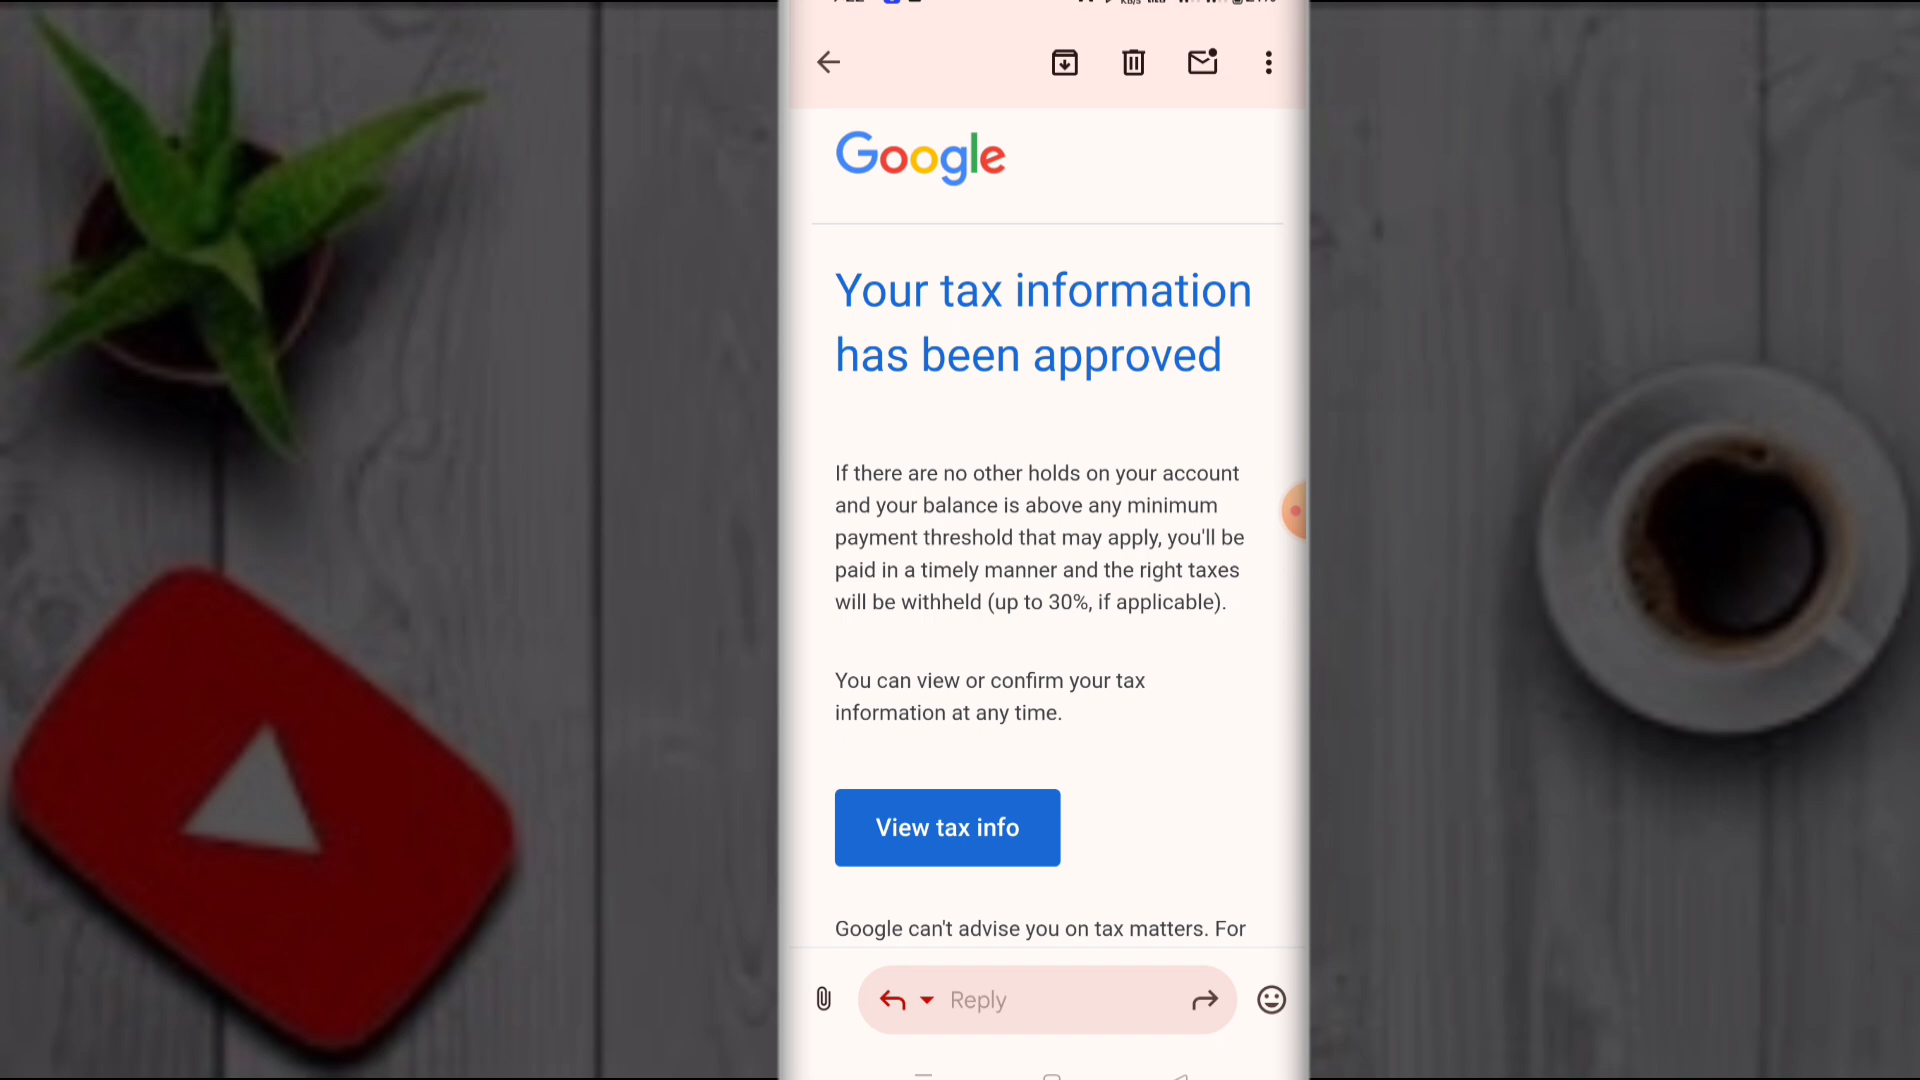 Google
Your tax information
has been approved
If there are no other holds on your account
and your balance is above any minimum
payment threshold that may apply, you'll be
paid in a timely manner and the right taxes
will be withheld (up to 30%, if applicable).
You can view or confirm your tax
information at any time.
View tax info
Google can't advise you on tax matters. For
Reply